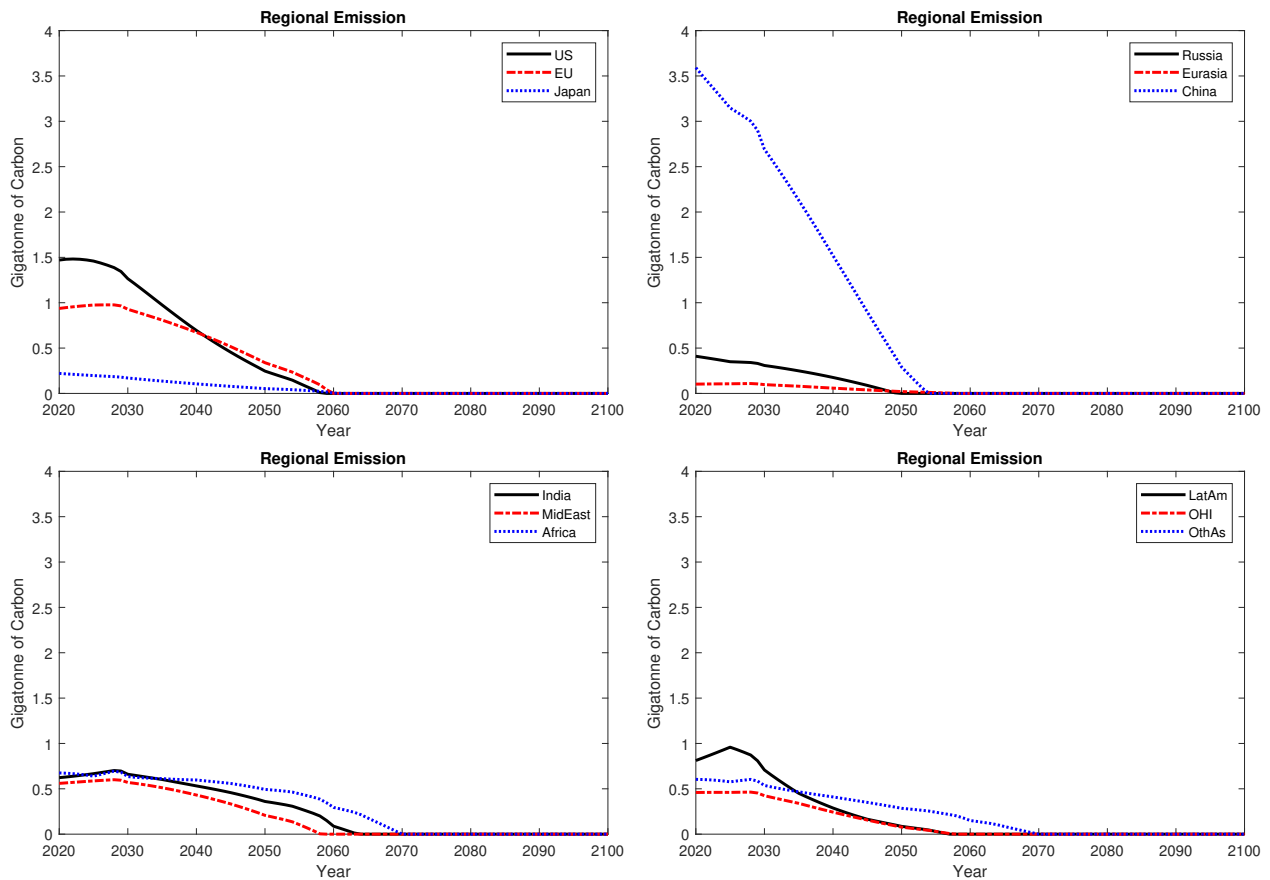 Regional Emission
4
3.5
3
2.5
2
1.5
1
0.5
0
Gigatonne of Carbon
US
EU
Japan
2020 2030 2040 2050 2060 2070 2080 2090 2100
Year
Regional Emission
4
3.5
3
2.5
2
1.5
1
0.5
0
Gigatonne of Carbon
Russia
Eurasia
China
2020 2030 2040 2050 2060 2070 2080 2090 2100
Year
Regional Emission
4
3.5
3
2.5
2
1.5
1
0.5
0
Gigatonne of Carbon
India
MidEast
Africa
2020 2030 2040 2050 2060 2070 2080 2090 2100
Year
Regional Emission
4
3.5
3
2.5
2
1.5
1
0.5
0
Gigatonne of Carbon
LatAm
OHI
OthAs
2020 2030 2040 2050 2060 2070 2080 2090 2100
Year